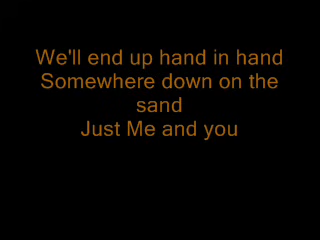 We'll end up hand in hand
Somewhere down on the
sand
Just Me and you